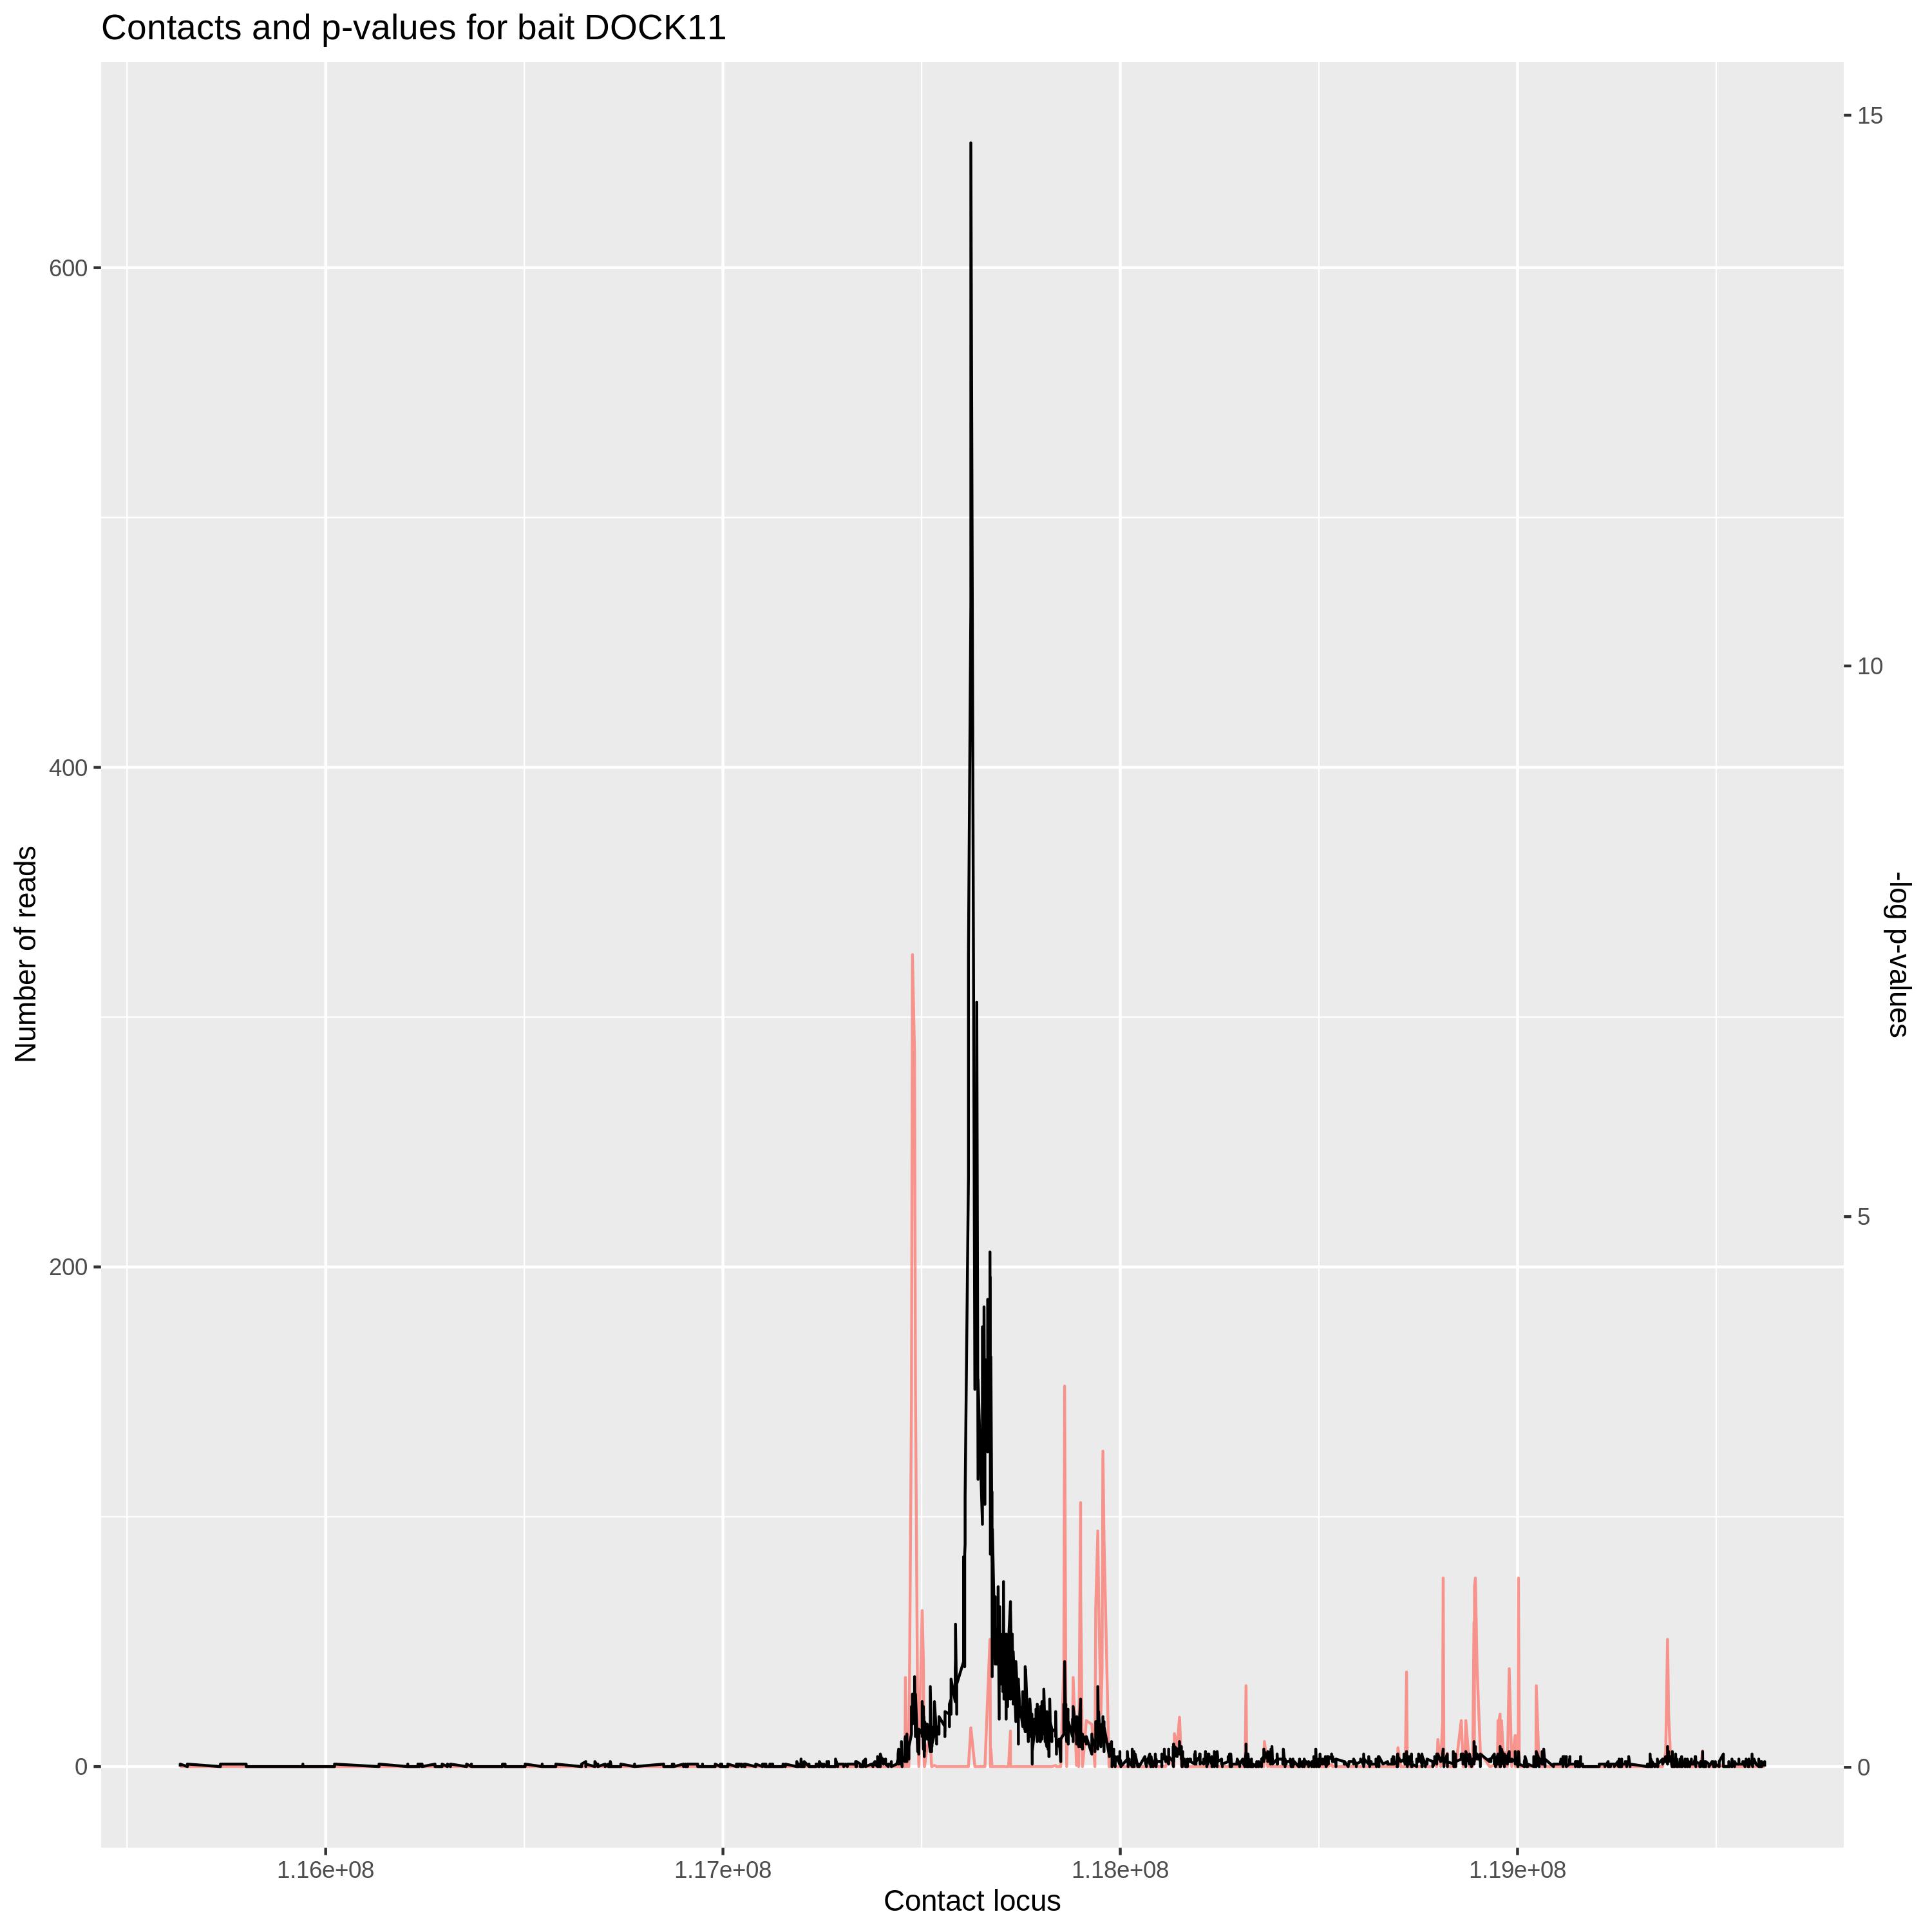 Contacts and p-values for bait DOCK11
15
600
10
400
Number of reads
-log p-values
5
200
0
0
1.16e+08
1.17e+08
1.18e+08
1.19e+08
Contact locus